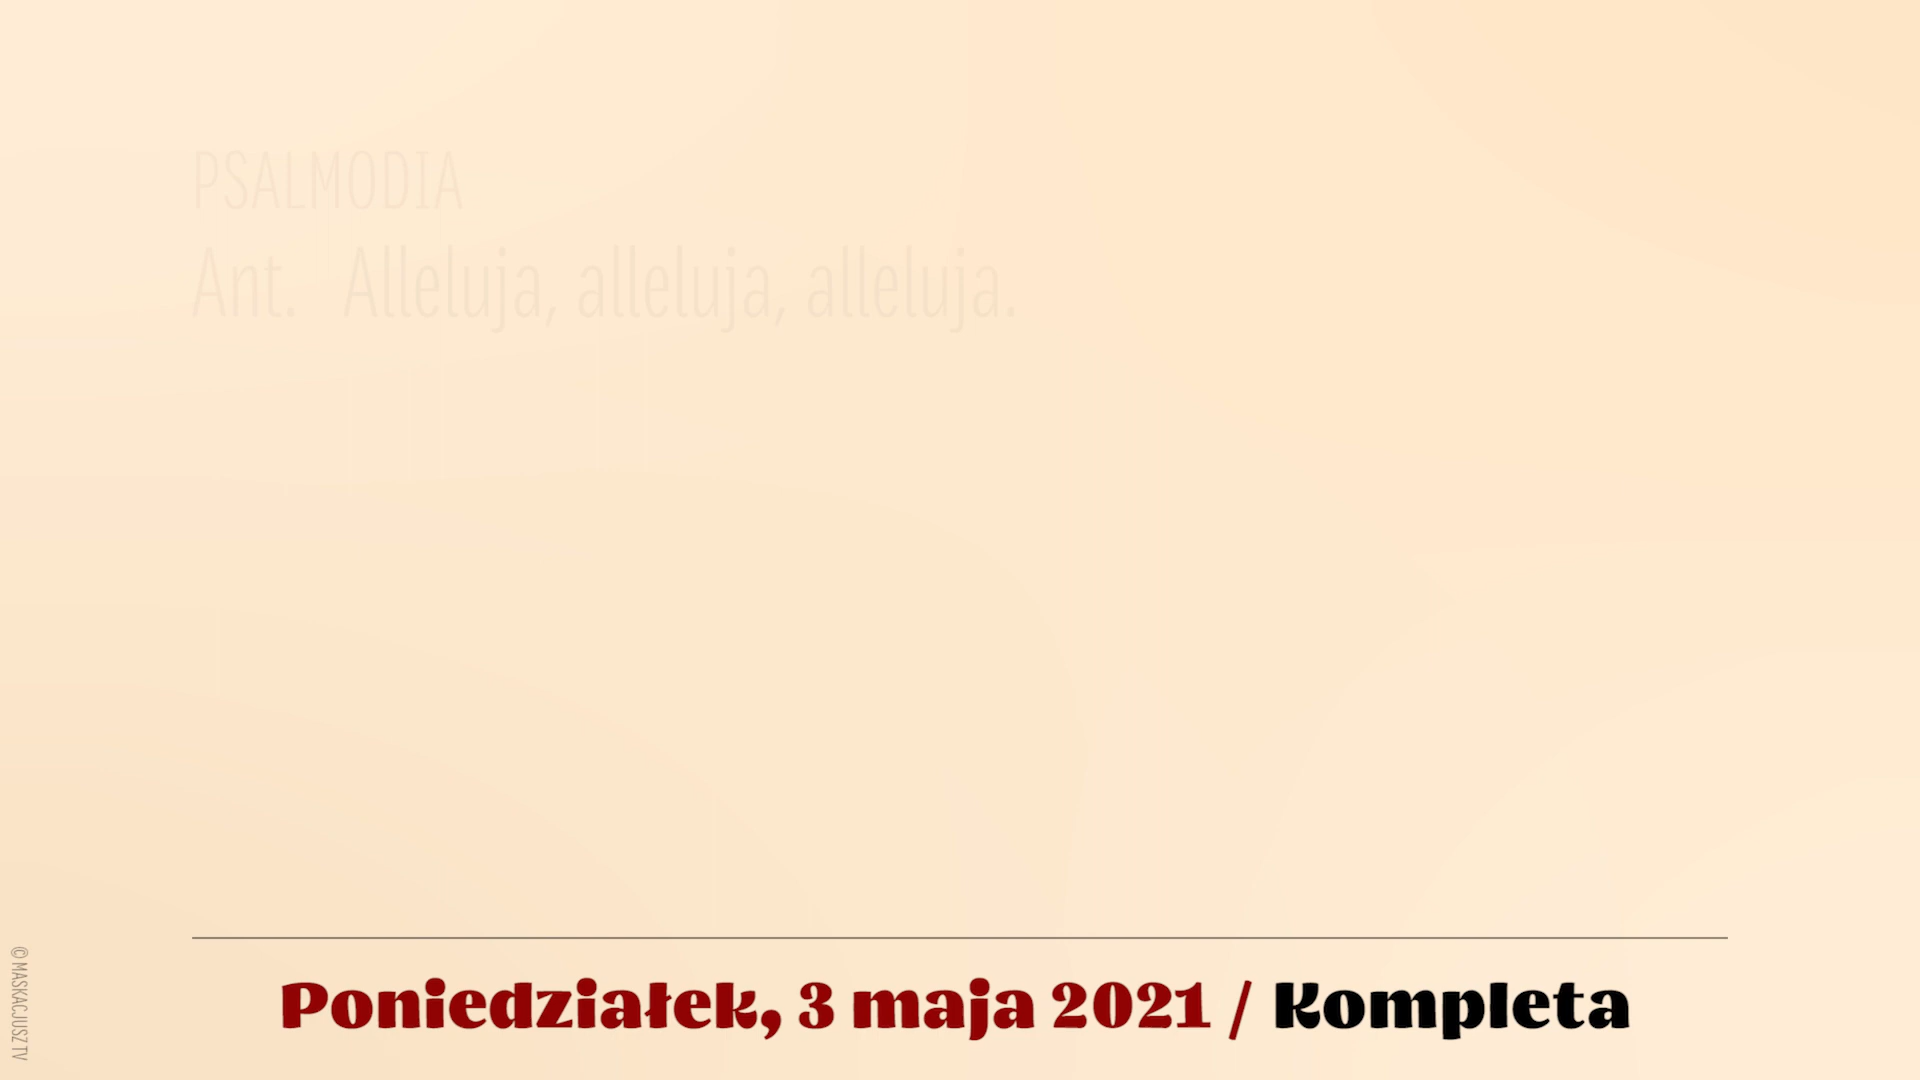 PSALMODIA
Ant. Alleluja, alleluja, alleluja.
Poniedziałek, 3 maja 2021 / Kompleta
© MASKACJUSZ TV